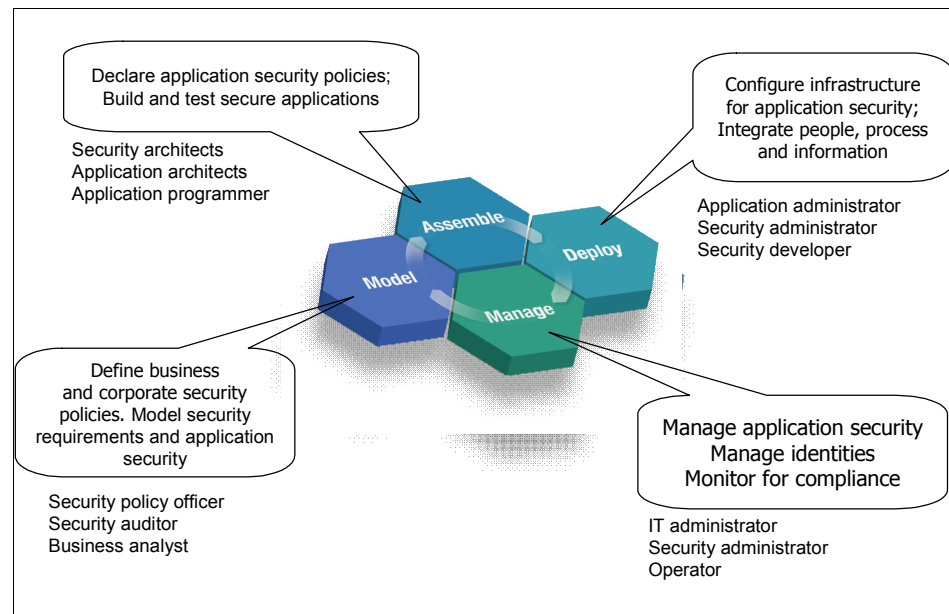 Declare application security policies;
Build and test secure applications
Security architects
Application architects
Application programmer
Configure infrastructure
for application security;
Integrate people, process
and information
Application administrator
Security administrator
Security developer
Assemble
Deploy
Model
Manage
Define business
and corporate security
policies. Model security
requirements and application
security
Security policy officer
Security auditor
Business analyst
Manage application security
Manage identities
Monitor for compliance
IT administrator
Security administrator
Operator